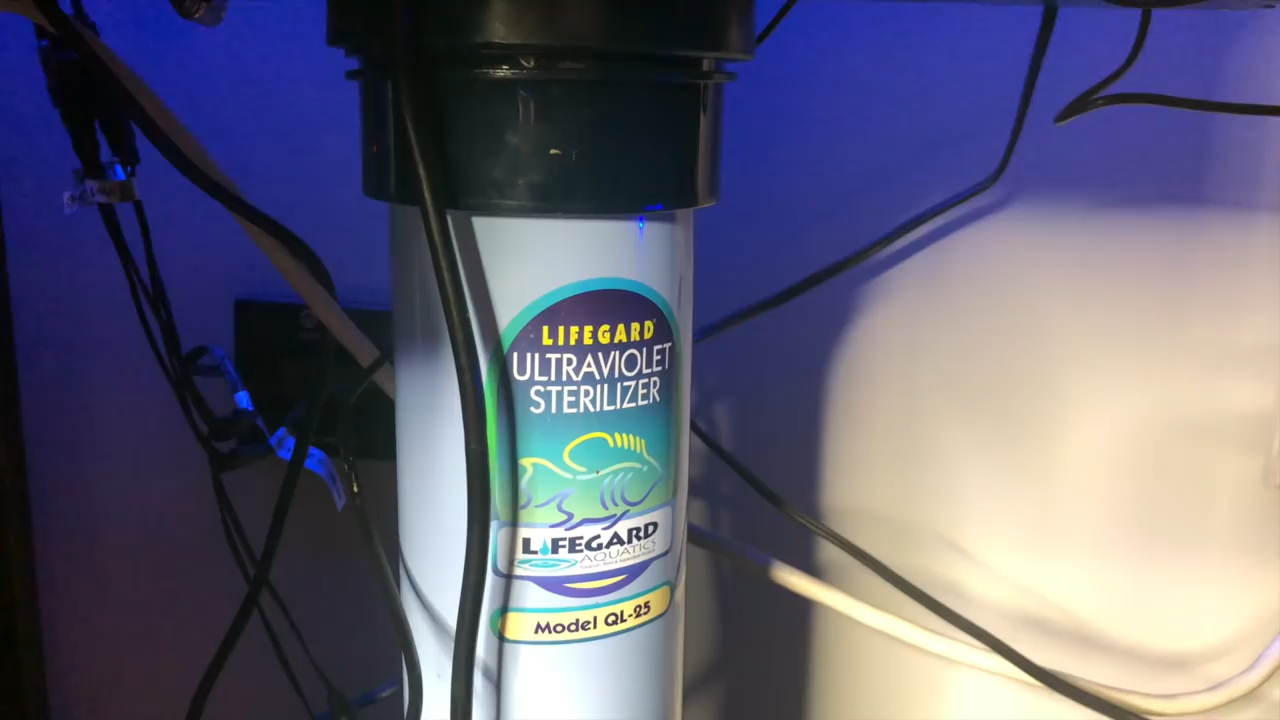 LIFEGARD
ULTRAVIOLET
STERILIZER
LIFEGARD
AQUATICS
Model QL-25